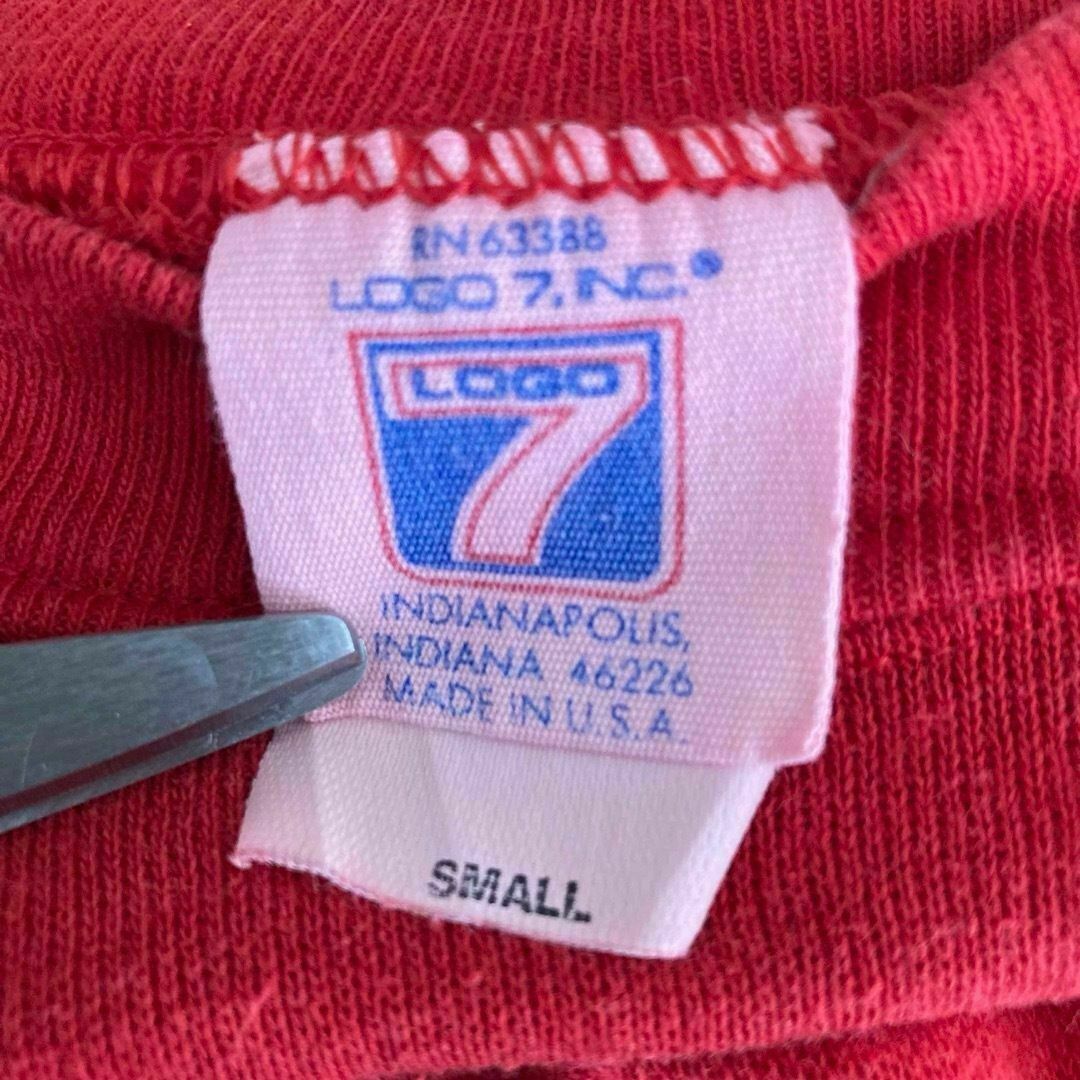 RN 63388
LOGO 7, INC.®
LOGO
7
INDIANAPOLIS,
INDIANA 46226
MADE IN U.S.A.
SMALL